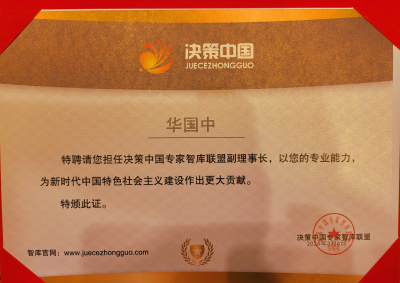 决策中国
JUECEZHONGGUO
华国中
特聘请您担任决策中国专家智库联盟副理事长，以您的专业能力，
为新时代中国特色社会主义建设作出更大贡献。
特颁此证。
决策中国专家智库联盟
智库官网：www.juecezhongguo.com